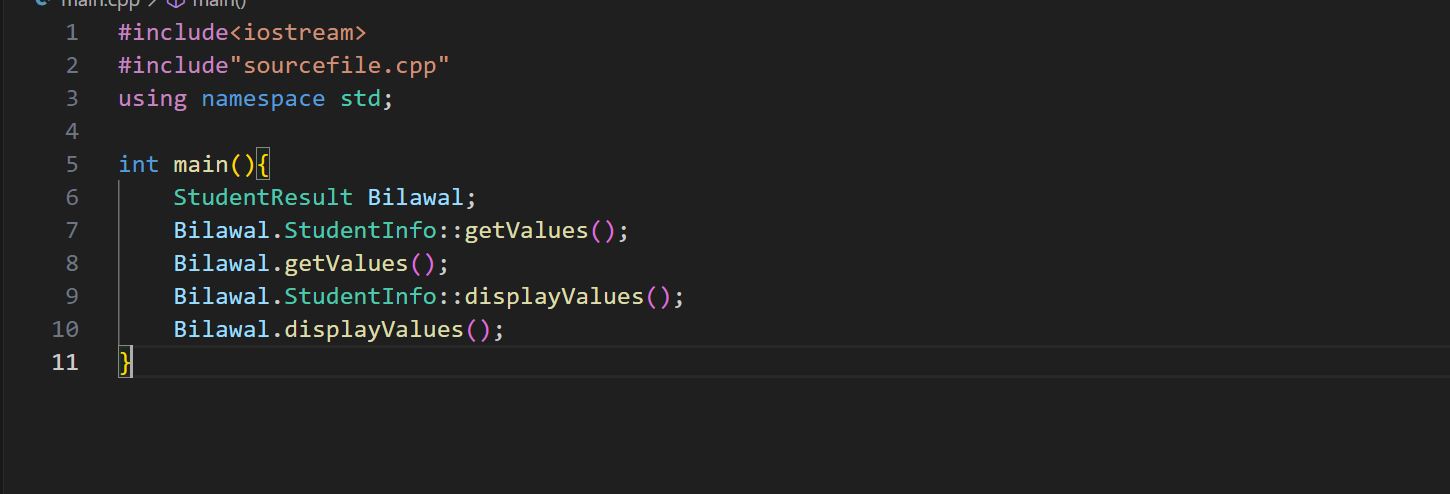 main.cpp > main()
1 #include<iostream>
2 #include"sourcefile.cpp"
3 using namespace std;
4
5 int main(){
6     StudentResult Bilawal;
7     Bilawal.StudentInfo::getValues();
8     Bilawal.getValues();
9     Bilawal.StudentInfo::displayValues();
10     Bilawal.displayValues();
11 }